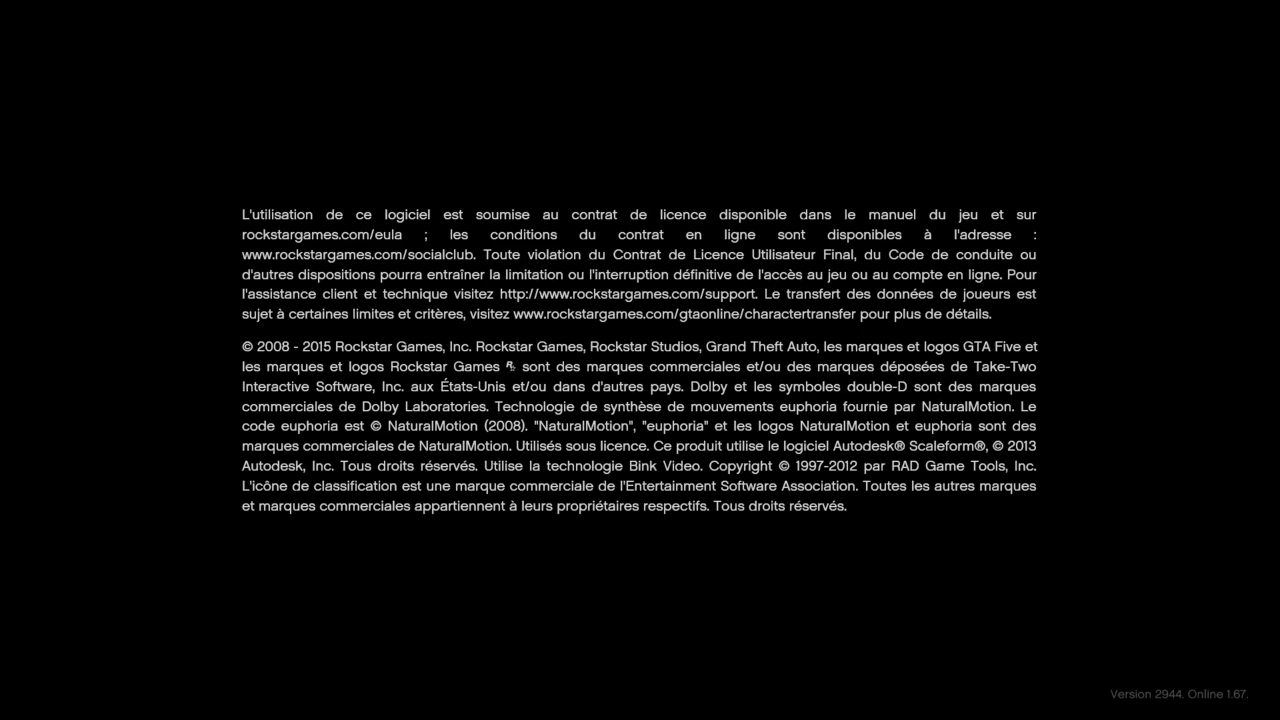 L'utilisation de ce logiciel est soumise au contrat de licence disponible dans le manuel du jeu et sur
rockstargames.com/eula ; les conditions du contrat en ligne sont disponibles à l'adresse :
www.rockstargames.com/socialclub. Toute violation du Contrat de Licence Utilisateur Final, du Code de conduite ou
d'autres dispositions pourra entraîner la limitation ou l'interruption définitive de l'accès au jeu ou au compte en ligne. Pour
l'assistance client et technique visitez http://www.rockstargames.com/support. Le transfert des données de joueurs est
sujet à certaines limites et critères, visitez www.rockstargames.com/gtaonline/charactertransfer pour plus de détails.
© 2008 - 2015 Rockstar Games, Inc. Rockstar Games, Rockstar Studios, Grand Theft Auto, les marques et logos GTA Five et
les marques et logos Rockstar Games R* sont des marques commerciales et/ou des marques déposées de Take-Two
Interactive Software, Inc. aux États-Unis et/ou dans d'autres pays. Dolby et les symboles double-D sont des marques
commerciales de Dolby Laboratories. Technologie de synthèse de mouvements euphoria fournie par NaturalMotion. Le
code euphoria est © NaturalMotion (2008). "NaturalMotion", "euphoria" et les logos NaturalMotion et euphoria sont des
marques commerciales de NaturalMotion. Utilisés sous licence. Ce produit utilise le logiciel Autodesk® Scaleform®, © 2013
Autodesk, Inc. Tous droits réservés. Utilise la technologie Bink Video. Copyright © 1997-2012 par RAD Game Tools, Inc.
L'icône de classification est une marque commerciale de l'Entertainment Software Association. Toutes les autres marques
et marques commerciales appartiennent à leurs propriétaires respectifs. Tous droits réservés.
Version 2944. Online 1.67.